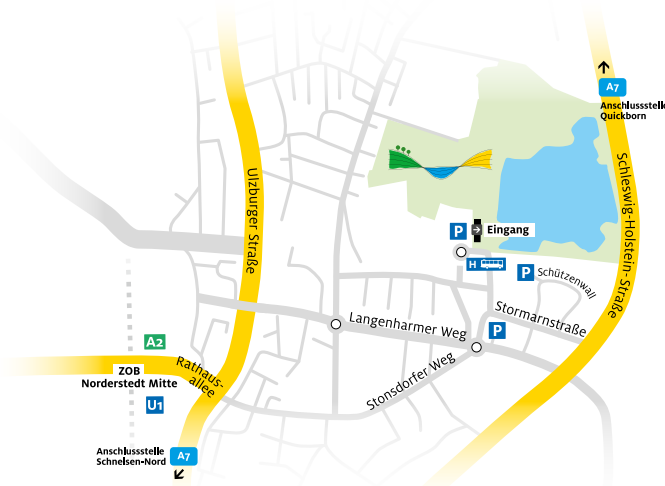 A7
Anschlussstelle
Quickborn
Ulzburger Straße
Schleswig-Holstein-Straße
P
Eingang
H
P
Schützenwall
Stormarnstraße
Langenharmer Weg
P
A2
Rathaus-
allee
ZOB
Norderstedt Mitte
Stonsdorfer Weg
U1
Anschlussstelle
Schnelsen-Nord
A7